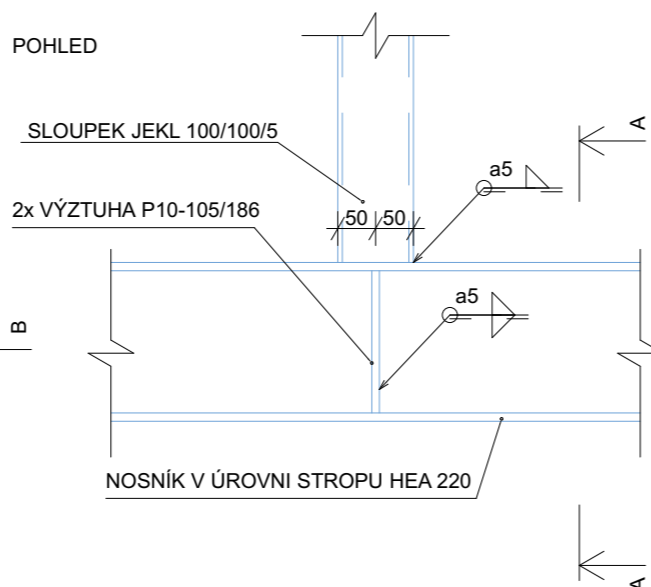 POHLED
SLOUPEK JEKL 100/100/5
A
a5
2x VÝZTUHA P10-105/186
50 50
a5
B
NOSNÍK V ÚROVNI STROPU HEA 220
A